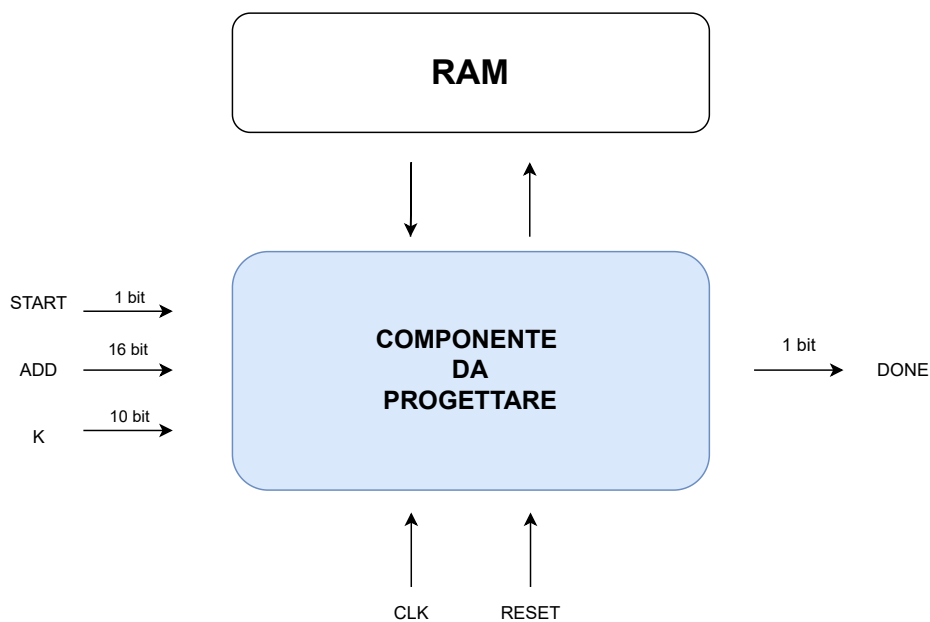 RAM
START
1 bit
ADD
16 bit
K
10 bit
COMPONENTE
DA
PROGETTARE
1 bit
DONE
CLK
RESET